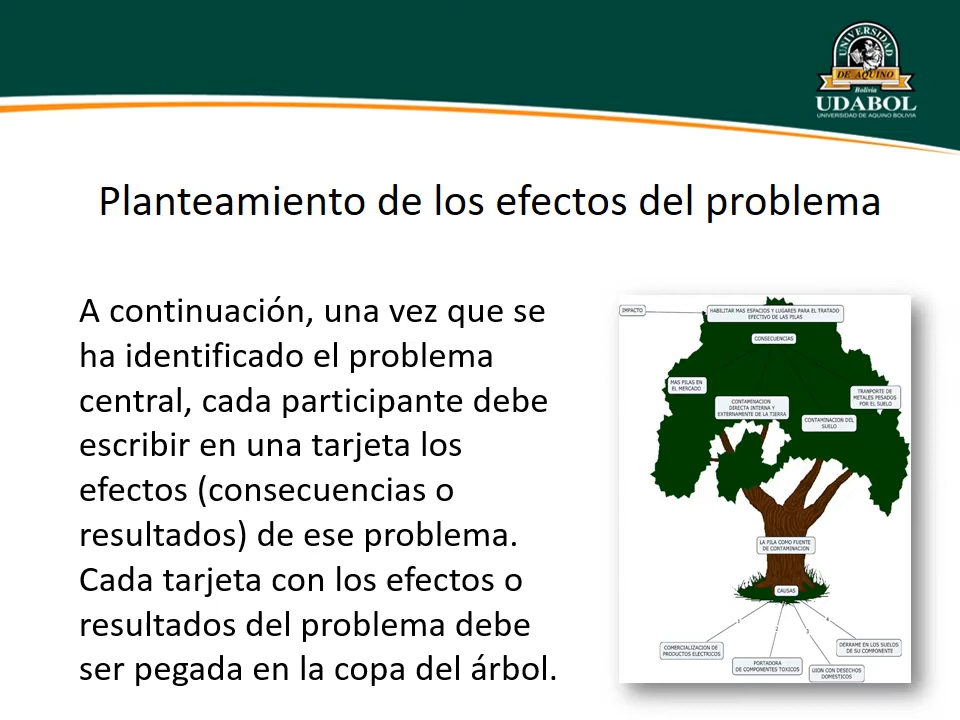 UNIVERSIDAD
DE AQUINO
Bolivia
UDABOL
UNIVERSIDAD DE AQUINO BOLIVIA
Planteamiento de los efectos del problema
A continuación, una vez que se
ha identificado el problema
central, cada participante debe
escribir en una tarjeta los
efectos (consecuencias o
resultados) de ese problema.
Cada tarjeta con los efectos o
resultados del problema debe
ser pegada en la copa del árbol.
IMPACTO
HABILITAR MAS ESPACIOS Y LUGARES PARA EL TRATADO
EFECTIVO DE LAS PILAS
CONSECUENCIAS
MAS PILAS EN
EL MERCADO
CONTAMINACION
DIRECTA INTERNA Y
EXTERNAMENTE DE LA TIERRA
TRANPORTE DE
METALES PESADOS
POR EL SUELO
CONTAMINACION DEL
SUELO
LA PILA COMO FUENTE
DE CONTAMINACION
CAUSAS
1
2
3
4
COMERCIALIZACION DE
PRODUCTOS ELECTRICOS
PORTADORA
DE COMPONENTES TOXICOS
UION CON DESECHOS
DOMESTICOS
DERRAME EN LOS SUELOS
DE SU COMPONENTE